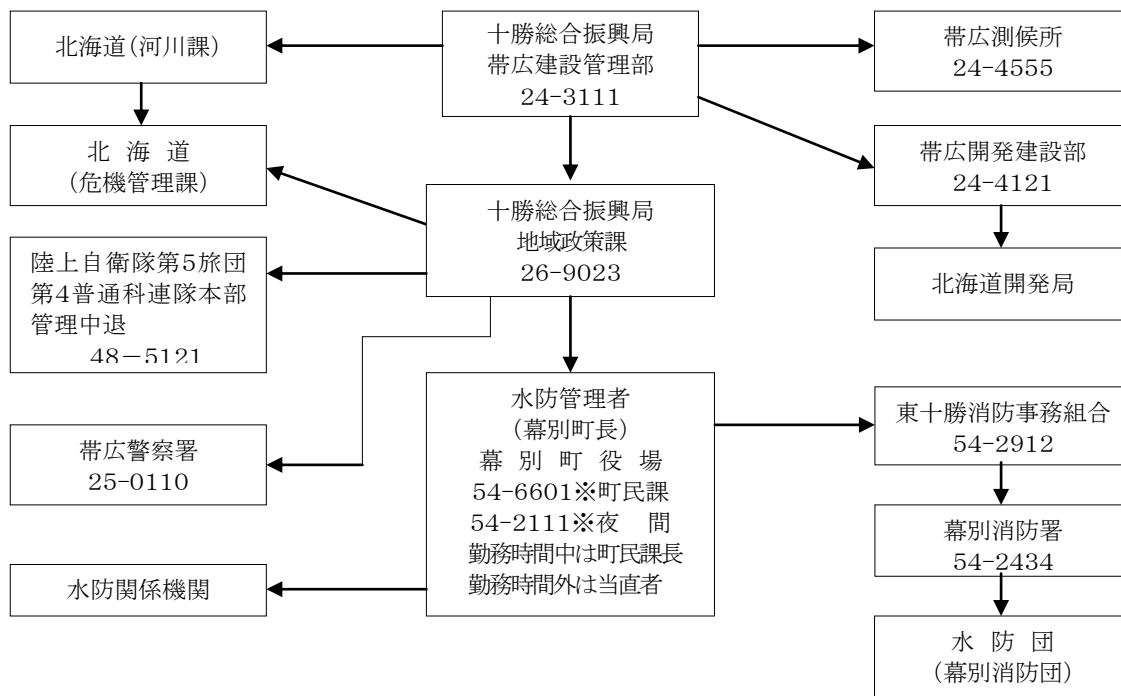 北海道(河川課)
十勝総合振興局
帯広建設管理部
24-3111
帯広測候所
24-4555
北 海 道
(危機管理課)
帯広開発建設部
24-4121
十勝総合振興局
地域政策課
26-9023
陸上自衛隊第5旅団
第4普通科連隊本部
管理中退
48−5121
北海道開発局
水防管理者
(幕別町長)
幕 別 町 役 場
54-6601※町民課
54-2111※夜 間
勤務時間中は町民課長
勤務時間外は当直者
東十勝消防事務組合
54-2912
帯広警察署
25-0110
幕別消防署
54-2434
水防関係機関
水 防 団
(幕別消防団)